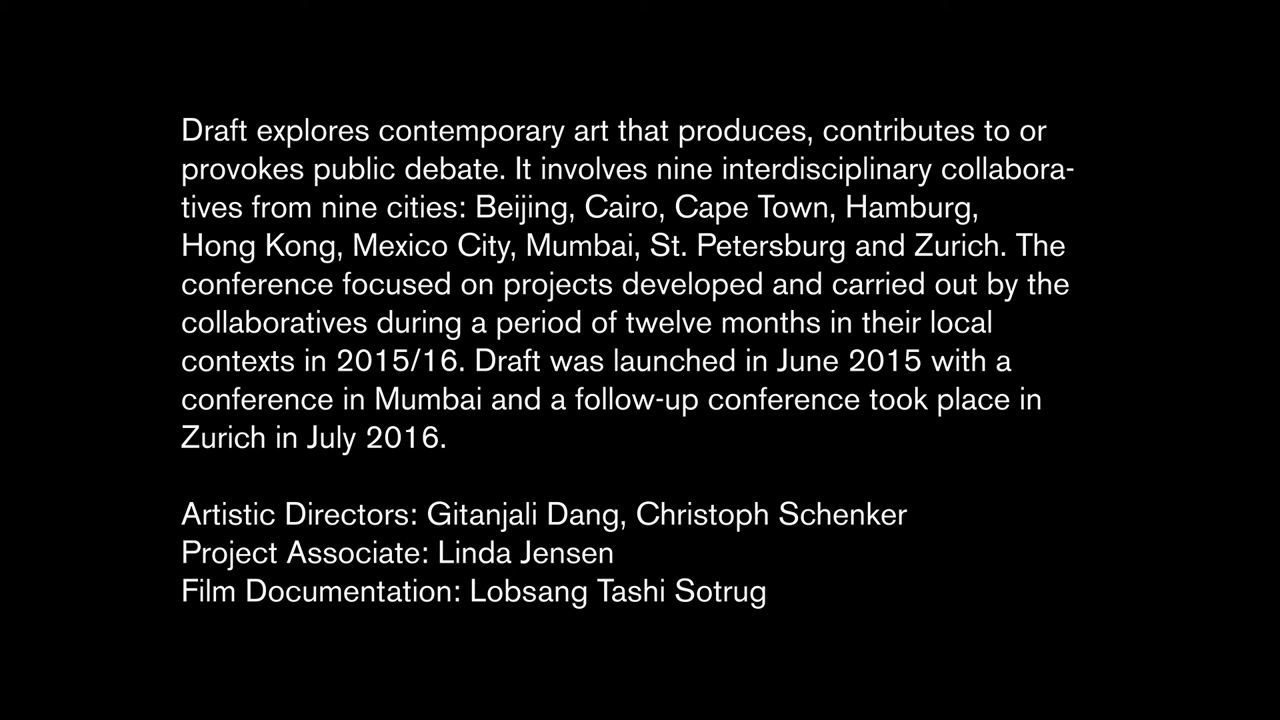 Draft explores contemporary art that produces, contributes to or
provokes public debate. It involves nine interdisciplinary collabora-
tives from nine cities: Beijing, Cairo, Cape Town, Hamburg,
Hong Kong, Mexico City, Mumbai, St. Petersburg and Zurich. The
conference focused on projects developed and carried out by the
collaboratives during a period of twelve months in their local
contexts in 2015/16. Draft was launched in June 2015 with a
conference in Mumbai and a follow-up conference took place in
Zurich in July 2016.
Artistic Directors: Gitanjali Dang, Christoph Schenker
Project Associate: Linda Jensen
Film Documentation: Lobsang Tashi Sotrug